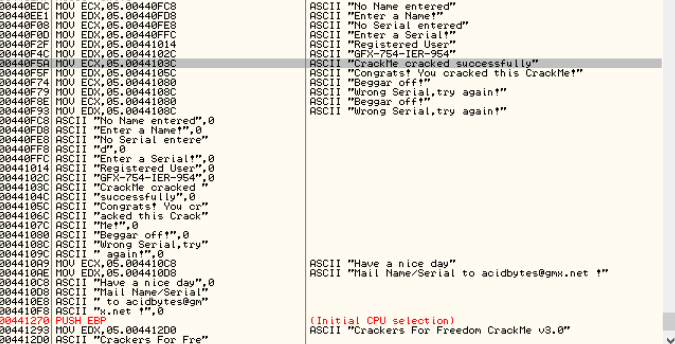 00440EDC MOV ECX,05.00440FC8 ASCII "No Name entered"
00440EE1 MOV EDX,05.00440FD8 ASCII "Enter a Name!"
00440F08 MOV ECX,05.00440FE8 ASCII "No Serial entered"
00440F0D MOV EDX,05.00440FFC ASCII "Enter a Serial!"
00440F2F MOV EDX,05.00441014 ASCII "Registered User"
00440F4C MOV EDX,05.0044102C ASCII "GFX-754-IER-954"
00440F5A MOV ECX,05.0044103C ASCII "CrackMe cracked successfully"
00440F5F MOV EDX,05.0044105C ASCII "Congrats! You cracked this CrackMe!"
00440F74 MOV ECX,05.00441080 ASCII "Beggar off!"
00440F79 MOV EDX,05.0044108C ASCII "Wrong Serial,try again!"
00440F8E MOV ECX,05.00441080 ASCII "Beggar off!"
00440F93 MOV EDX,05.0044108C ASCII "Wrong Serial,try again!"
00440FC8 ASCII "No Name entered",0
00440FD8 ASCII "Enter a Name!",0
00440FE8 ASCII "No Serial entere"
00440FF8 ASCII "d",0
00440FFC ASCII "Enter a Serial!",0
00441014 ASCII "Registered User",0
0044102C ASCII "GFX-754-IER-954",0
0044103C ASCII "CrackMe cracked "
0044104C ASCII "successfully",0
0044105C ASCII "Congrats! You cr"
0044106C ASCII "acked this Crack"
0044107C ASCII "Me!",0
00441080 ASCII "Beggar off!",0
0044108C ASCII "Wrong Serial,try"
0044109C ASCII " again!",0
004410A9 MOV ECX,05.004410C8 ASCII "Have a nice day"
004410AE MOV EDX,05.004410D8 ASCII "Mail Name/Serial to acidbytes@gmx.net !"
004410C8 ASCII "Have a nice day",0
004410D8 ASCII "Mail Name/Serial"
004410E8 ASCII " to acidbytes@gm"
004410F8 ASCII "x.net !",0
00441270 PUSH EBP (Initial CPU selection)
00441293 MOV EDX,05.004412D0 ASCII "Crackers For Freedom CrackMe v3.0"
004412D0 ASCII "Crackers For Fre"